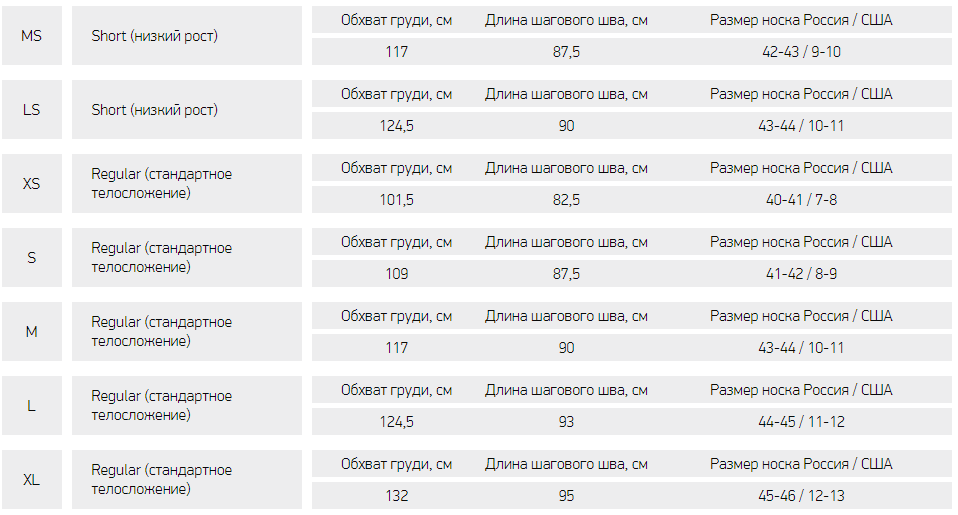 MS
Short (низкий рост)
Обхват груди, см Длина шагового шва, см Размер носка Россия / США
117 87,5 42-43 / 9-10
LS
Short (низкий рост)
Обхват груди, см Длина шагового шва, см Размер носка Россия / США
124,5 90 43-44 / 10-11
XS
Regular (стандартное
телосложение)
Обхват груди, см Длина шагового шва, см Размер носка Россия / США
101,5 82,5 40-41 / 7-8
S
Regular (стандартное
телосложение)
Обхват груди, см Длина шагового шва, см Размер носка Россия / США
109 87,5 41-42 / 8-9
M
Regular (стандартное
телосложение)
Обхват груди, см Длина шагового шва, см Размер носка Россия / США
117 90 43-44 / 10-11
L
Regular (стандартное
телосложение)
Обхват груди, см Длина шагового шва, см Размер носка Россия / США
124,5 93 44-45 / 11-12
XL
Regular (стандартное
телосложение)
Обхват груди, см Длина шагового шва, см Размер носка Россия / США
132 95 45-46 / 12-13